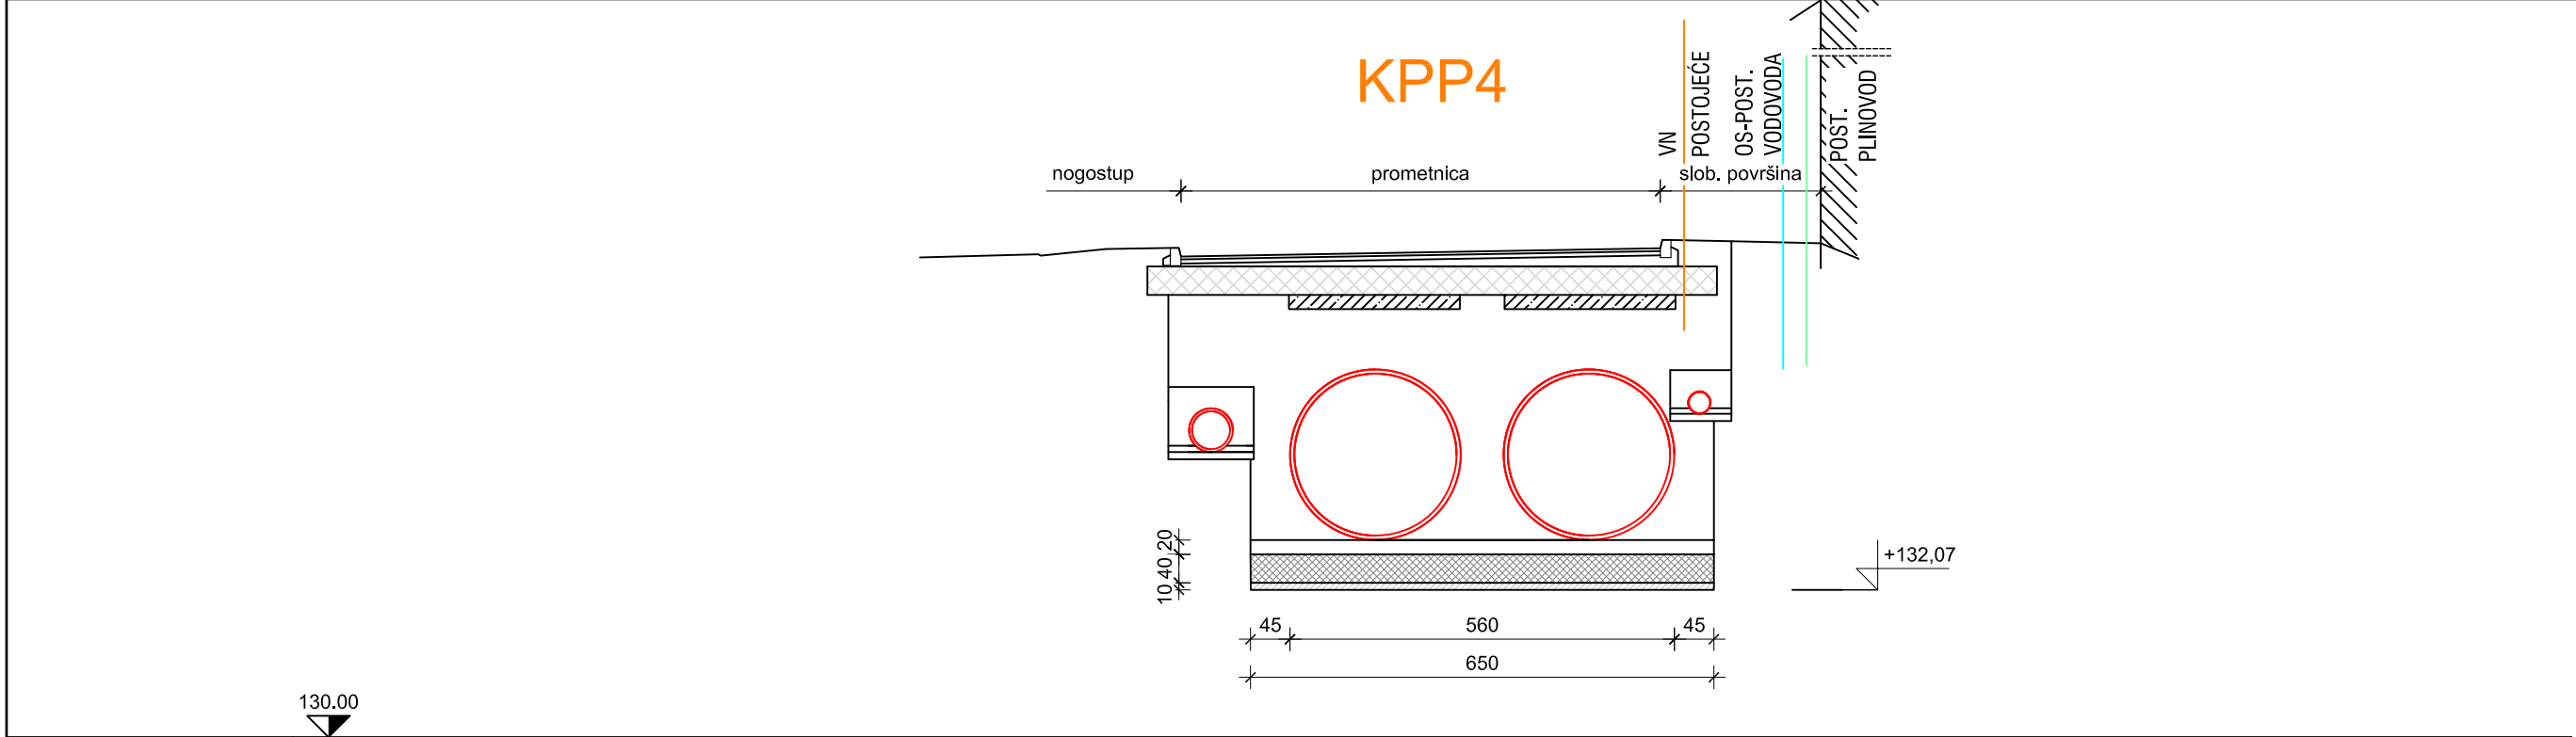 KPP4
VN
POSTOJEĆE
OS-POST.
VODOVODA
POST.
PLINOVOD
nogostup
prometnica
slob. površina
20
40
10
+132,07
45
560
45
650
130.00